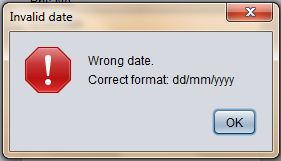 Invalid date
Wrong date.
Correct format: dd/mm/yyyy
OK